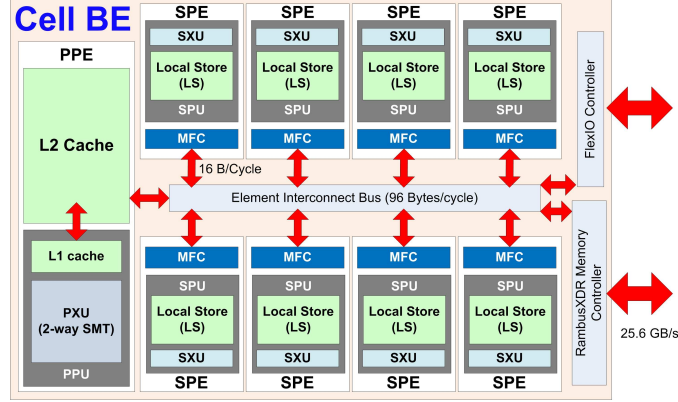 Cell BE
PPE
L2 Cache
L1 cache
PXU
(2-way SMT)
PPU
SPE
SXU
Local Store
(LS)
SPU
MFC
SPE
SXU
Local Store
(LS)
SPU
MFC
SPE
SXU
Local Store
(LS)
SPU
MFC
SPE
SXU
Local Store
(LS)
SPU
MFC
16 B/Cycle
Element Interconnect Bus (96 Bytes/cycle)
MFC
SPU
Local Store
(LS)
SXU
SPE
MFC
SPU
Local Store
(LS)
SXU
SPE
MFC
SPU
Local Store
(LS)
SXU
SPE
MFC
SPU
Local Store
(LS)
SXU
SPE
FlexIO Controller
RambusXDR Memory
Controller
25.6 GB/s